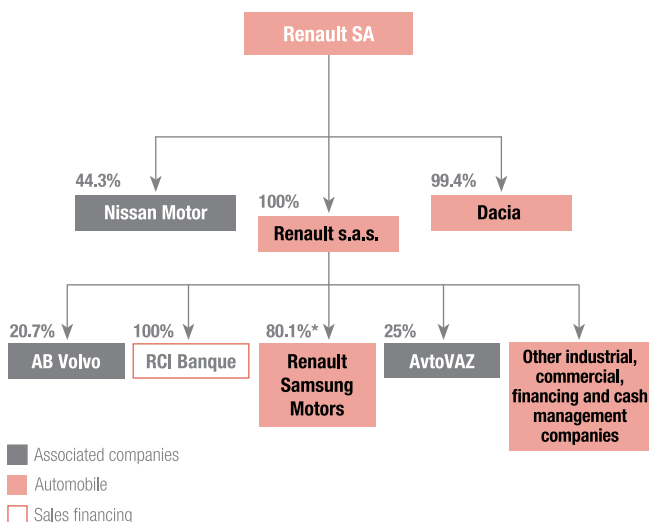 Renault SA
44.3%
Nissan Motor
100%
Renault s.a.s.
99.4%
Dacia
20.7%
AB Volvo
100%
RCI Banque
80.1%*
Renault
Samsung
Motors
25%
AvtoVAZ
Other industrial,
commercial,
financing and cash
management
companies
Associated companies
Automobile
Sales financing